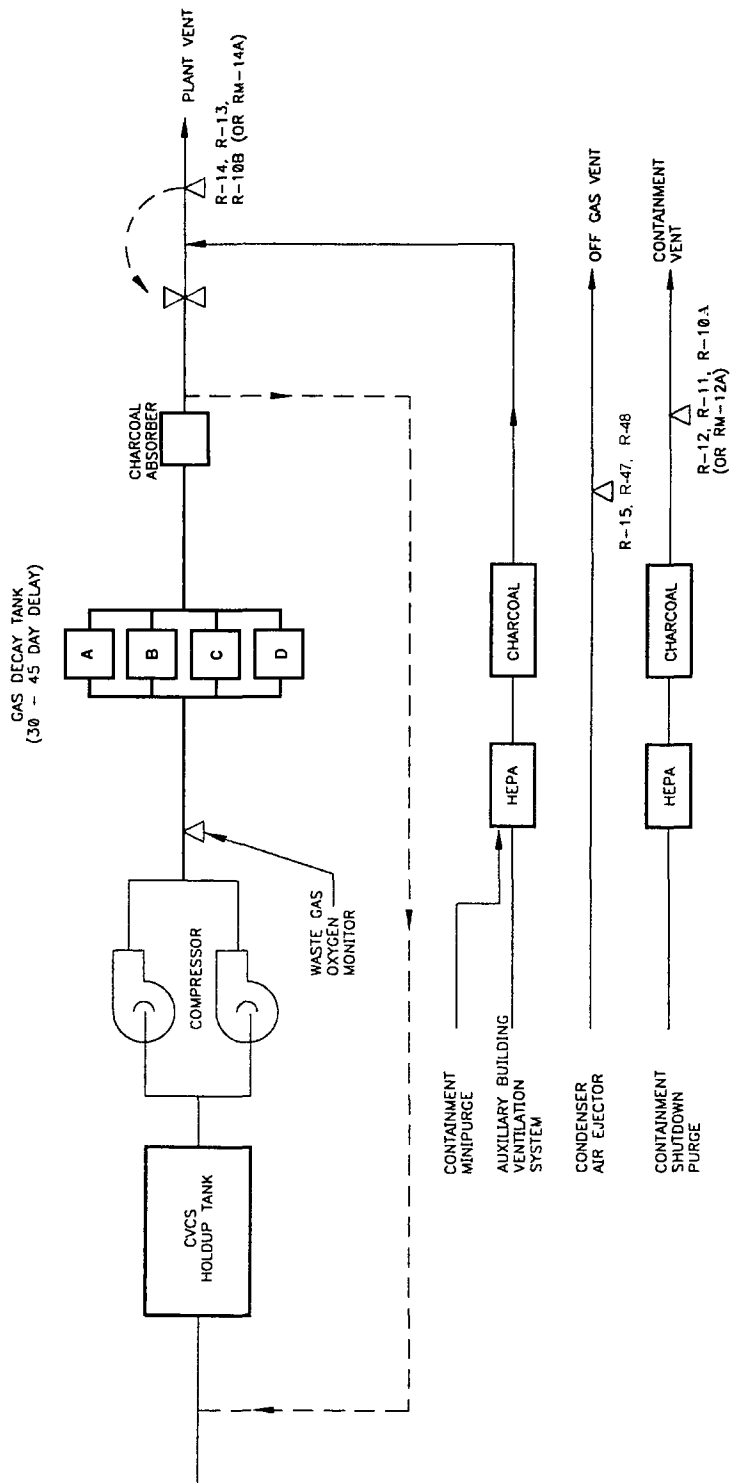 GAS DECAY TANK
(30 - 45 DAY DELAY)
A
B
C
D
CVCS
HOLDUP TANK
COMPRESSOR
WASTE GAS
OXYGEN
MONITOR
CHARCOAL
ABSORBER
R-14, R-13,
R-10B (OR RM-14A)
PLANT VENT
CONTAINMENT
MINIPURGE
AUXILIARY BUILDING
VENTILATION
SYSTEM
HEPA
CHARCOAL
CONDENSER
AIR EJECTOR
R-15, R-47, R-48
OFF GAS VENT
CONTAINMENT
SHUTDOWN
PURGE
HEPA
CHARCOAL
R-12, R-11, R-10A
(OR RM-12A)
CONTAINMENT
VENT